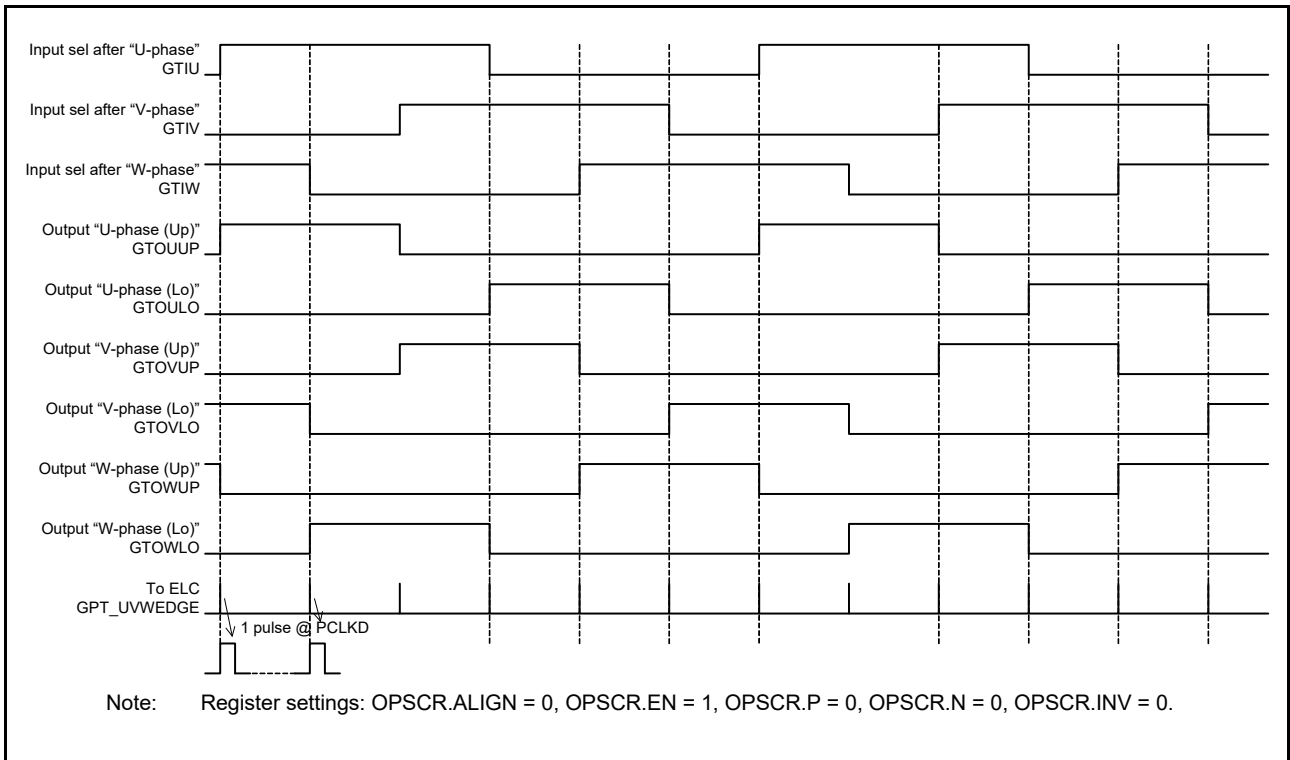 Input sel after “U-phase”
GTIU
Input sel after “V-phase”
GTIV
Input sel after “W-phase”
GTIW
Output “U-phase (Up)”
GTOUUP
Output “U-phase (Lo)”
GTOULO
Output “V-phase (Up)”
GTOVUP
Output “V-phase (Lo)”
GTOVLO
Output “W-phase (Up)”
GTOWUP
Output “W-phase (Lo)”
GTOWLO
To ELC
GPT_UVWEDGE
1 pulse @ PCLKD
Note: Register settings: OPSCR.ALIGN = 0, OPSCR.EN = 1, OPSCR.P = 0, OPSCR.N = 0, OPSCR.INV = 0.